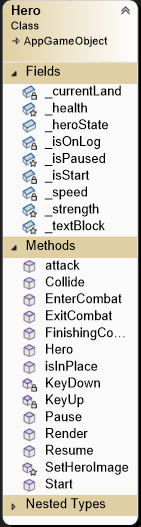 Hero
Class
AppGameObject
Fields
_currentLand
_health
_heroState
_isOnLog
_isPaused
_isStart
_speed
_strength
_textBlock
Methods
attack
Collide
EnterCombat
ExitCombat
FinishingCo...
Hero
isInPlace
KeyDown
KeyUp
Pause
Render
Resume
SetHeroImage
Start
Nested Types